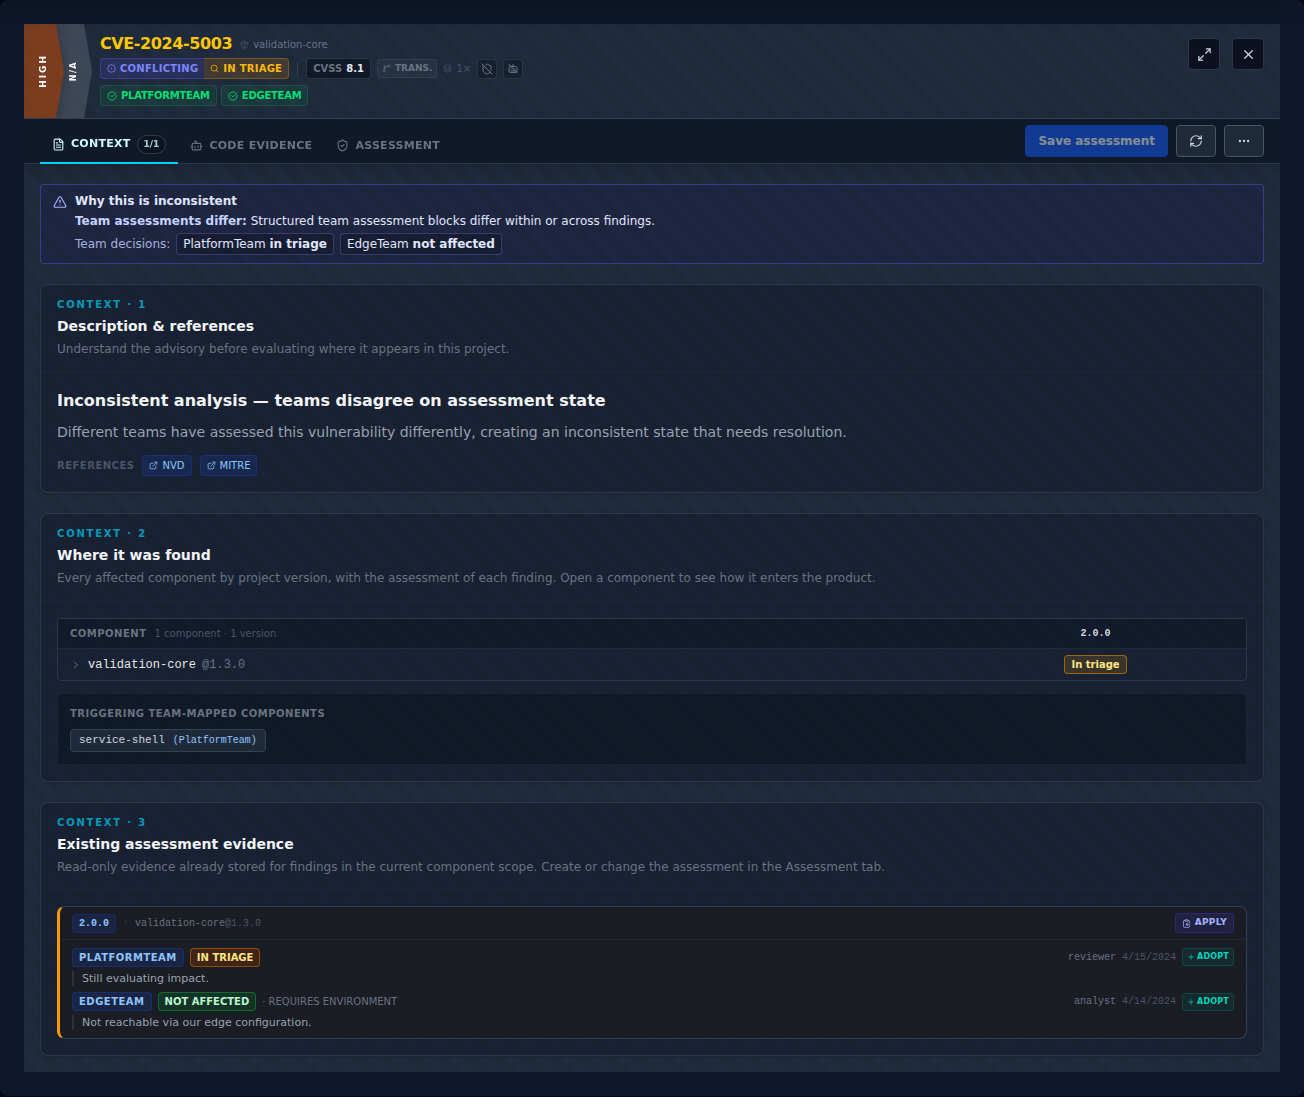 HIGH
N/A
CVE-2024-5003 validation-core
CONFLICTING IN TRIAGE CVSS 8.1 TRANS. 1×
PLATFORMTEAM EDGETEAM
CONTEXT 1/1 CODE EVIDENCE ASSESSMENT Save assessment ...
Why this is inconsistent
Team assessments differ: Structured team assessment blocks differ within or across findings.
Team decisions: PlatformTeam in triage EdgeTeam not affected
CONTEXT · 1
Description & references
Understand the advisory before evaluating where it appears in this project.
Inconsistent analysis — teams disagree on assessment state
Different teams have assessed this vulnerability differently, creating an inconsistent state that needs resolution.
REFERENCES NVD MITRE
CONTEXT · 2
Where it was found
Every affected component by project version, with the assessment of each finding. Open a component to see how it enters the product.
COMPONENT 1 component · 1 version 2.0.0
validation-core @1.3.0 In triage
TRIGGERING TEAM-MAPPED COMPONENTS
service-shell (PlatformTeam)
CONTEXT · 3
Existing assessment evidence
Read-only evidence already stored for findings in the current component scope. Create or change the assessment in the Assessment tab.
2.0.0 · validation-core@1.3.0 APPLY
PLATFORMTEAM IN TRIAGE reviewer 4/15/2024 + ADOPT
Still evaluating impact.
EDGETEAM NOT AFFECTED · REQUIRES ENVIRONMENT analyst 4/14/2024 + ADOPT
Not reachable via our edge configuration.